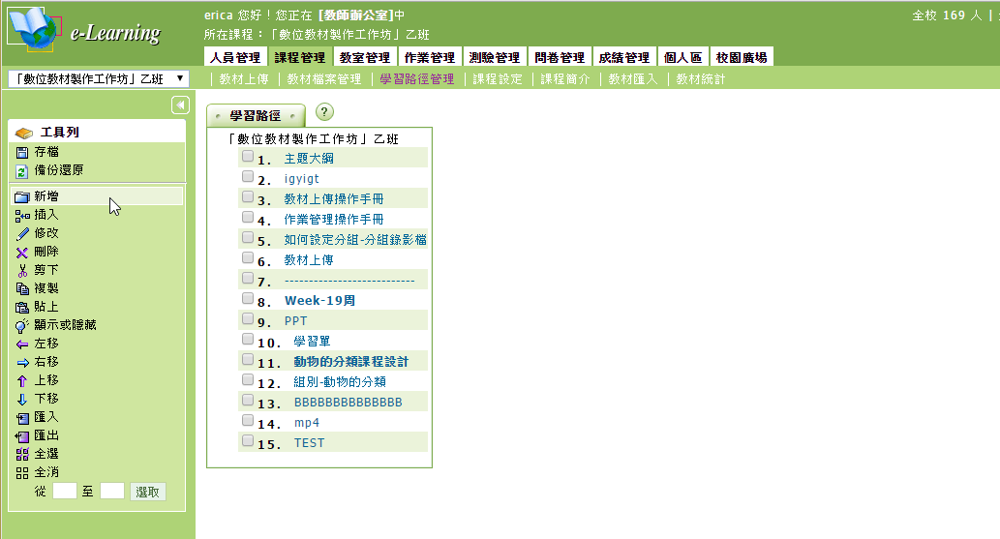 e-Learning
erica 您好！您正在 [教師辦公室]中
全校 169 人 |
所在課程：「數位教材製作工作坊」乙班
人員管理 課程管理 教室管理 作業管理 測驗管理 問卷管理 成績管理 個人區 校園廣場
「數位教材製作工作坊」乙班 ▼
| 教材上傳 | 教材檔案管理 | 學習路徑管理 | 課程設定 | 課程簡介 | 教材匯入 | 教材統計
工具列
存檔
備份還原
新增
插入
修改
刪除
剪下
複製
貼上
顯示或隱藏
左移
右移
上移
下移
匯入
匯出
全選
全消
從 至 選取
學習路徑 ?
「數位教材製作工作坊」乙班
1. 主題大綱
2. igyigt
3. 教材上傳操作手冊
4. 作業管理操作手冊
5. 如何設定分組-分組錄影檔
6. 教材上傳
7. ---------------------------
8. Week-19周
9. PPT
10. 學習單
11. 動物的分類課程設計
12. 組別-動物的分類
13. BBBBBBBBBBBBBB
14. mp4
15. TEST